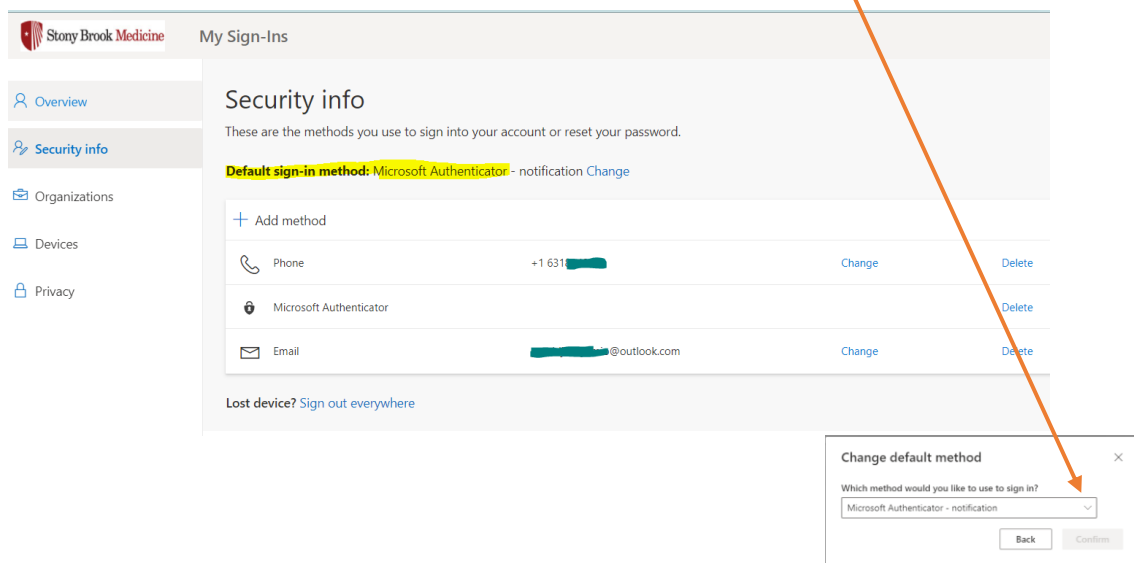 Stony Brook Medicine My Sign-Ins
Overview
Security info
Organizations
Devices
Privacy
Security info
These are the methods you use to sign into your account or reset your password.
Default sign-in method: Microsoft Authenticator - notification Change
+ Add method
Phone +1 631 Change Delete
Microsoft Authenticator Delete
Email @outlook.com Change Delete
Lost device? Sign out everywhere
Change default method
Which method would you like to use to sign in?
Microsoft Authenticator - notification
Back Confirm